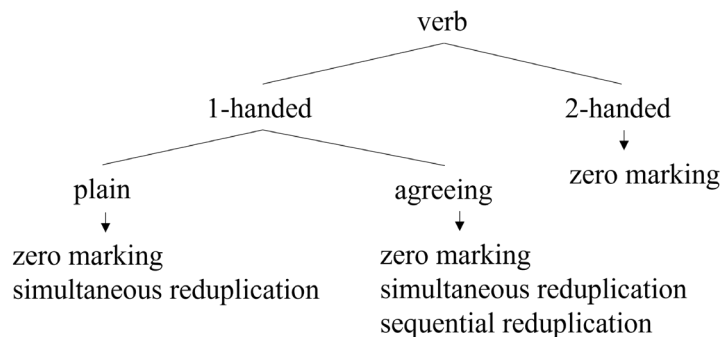 verb
1-handed
2-handed
zero marking
plain
agreeing
zero marking
simultaneous reduplication
zero marking
simultaneous reduplication
sequential reduplication